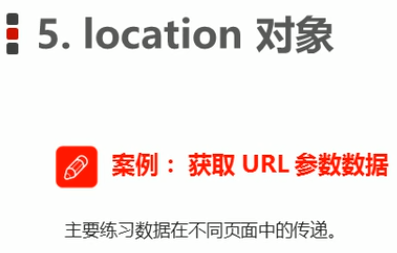 5. location 对象
案例： 获取 URL 参数数据
主要练习数据在不同页面中的传递。